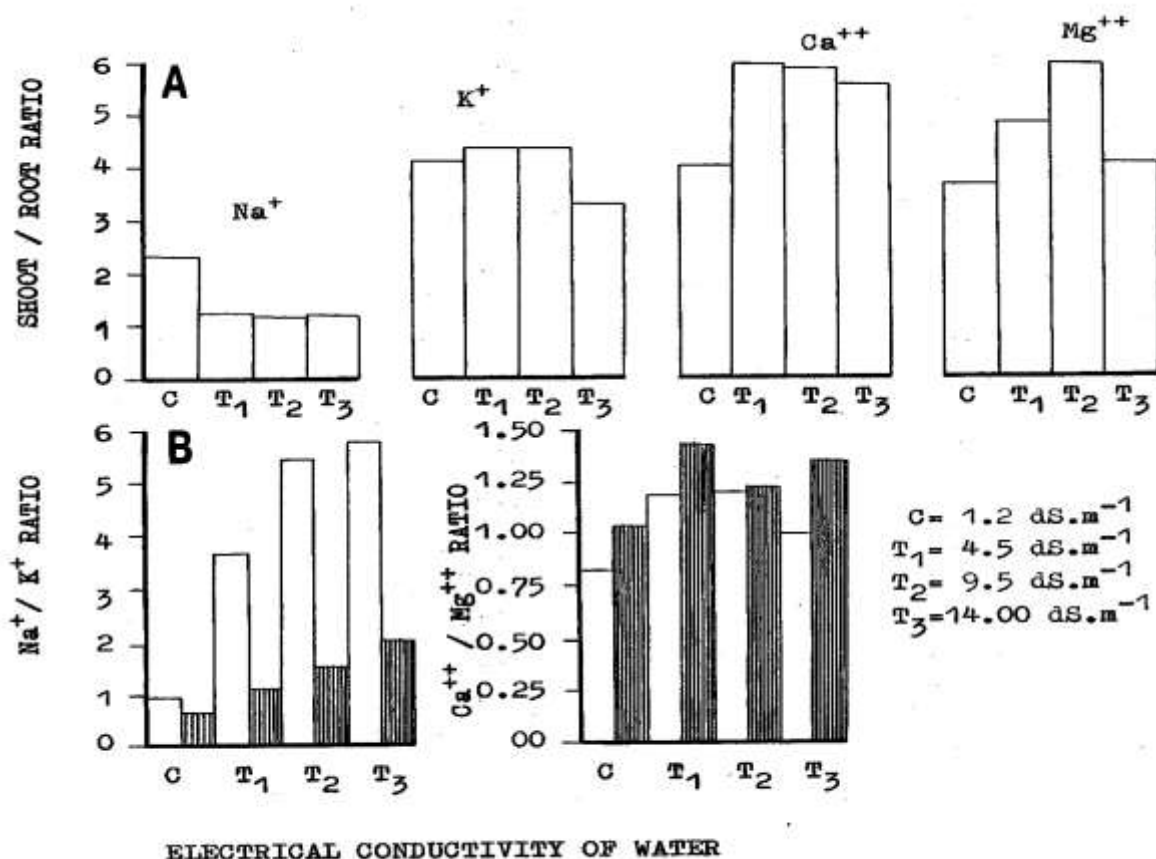 A
SHOOT / ROOT RATIO
6
5
4
3
2
1
0
Na⁺
K⁺
Ca⁺⁺
Mg⁺⁺
C T₁ T₂ T₃
C T₁ T₂ T₃
C T₁ T₂ T₃
C T₁ T₂ T₃
B
Na⁺/ K⁺ RATIO
6
5
4
3
2
1
0
C T₁ T₂ T₃
Ca⁺⁺ / Mg⁺⁺ RATIO
1.50
1.25
1.00
0.75
0.50
0.25
00
C T₁ T₂ T₃
C= 1.2 dS.m⁻¹
T₁= 4.5 dS.m⁻¹
T₂= 9.5 dS.m⁻¹
T₃=14.00 dS.m⁻¹
ELECTRICAL CONDUCTIVITY OF WATER